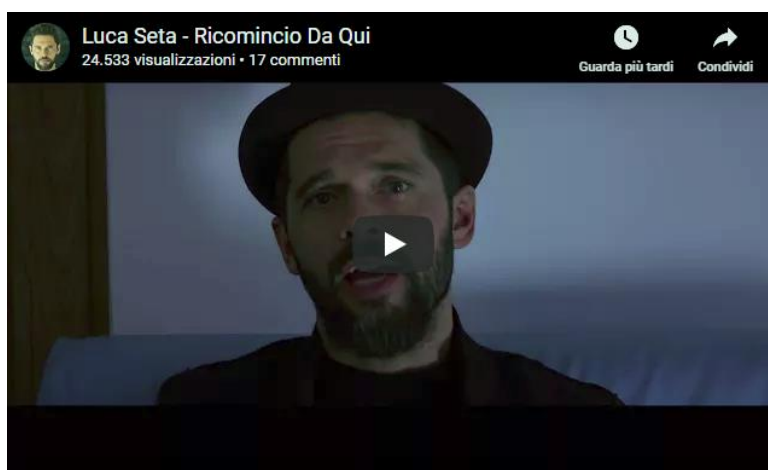 Luca Seta - Ricomincio Da Qui
24.533 visualizzazioni • 17 commenti
Guarda più tardi
Condividi